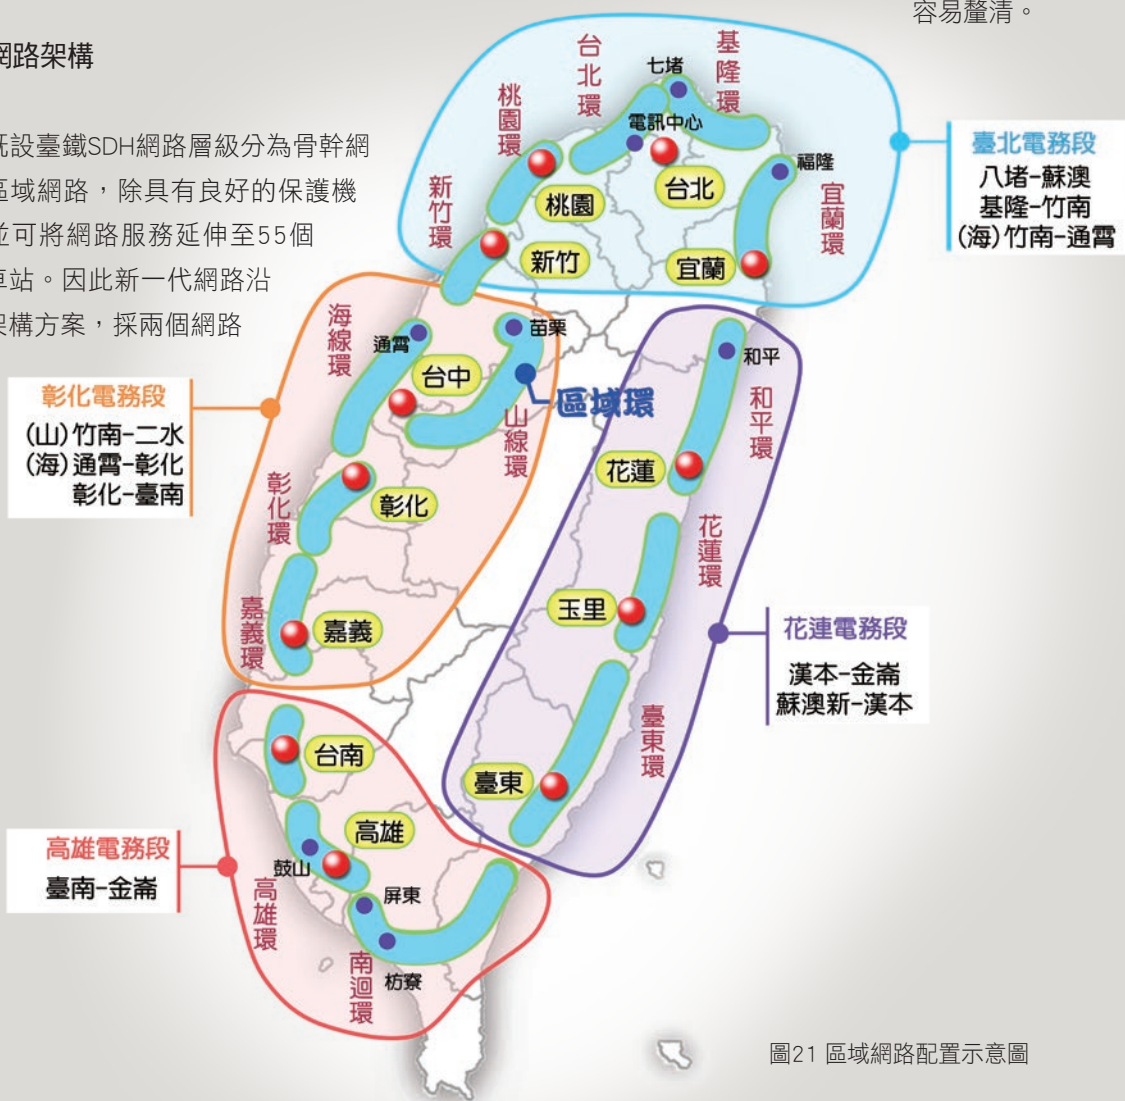 容易釐清。
網路架構
既設臺鐵SDH網路層級分為骨幹網
區域網路，除具有良好的保護機
並可將網路服務延伸至55個
車站。因此新一代網路沿
架構方案，採兩個網路
台北環
七堵
基隆環
桃園環
電訊中心
台北
福隆
宜蘭環
桃園
新竹環
新竹
宜蘭
臺北電務段
八堵-蘇澳
基隆-竹南
(海)竹南-通霄
海線環
通霄
苗栗
台中
區域環
山線環
和平
和平環
彰化電務段
(山)竹南-二水
(海)通霄-彰化
彰化-臺南
彰化環
彰化
花蓮
花蓮環
嘉義環
嘉義
玉里
花連電務段
漢本-金崙
蘇澳新-漢本
臺東環
台南
臺東
高雄電務段
臺南-金崙
高雄
鼓山
高雄環
屏東
南迴環
枋寮
圖21 區域網路配置示意圖